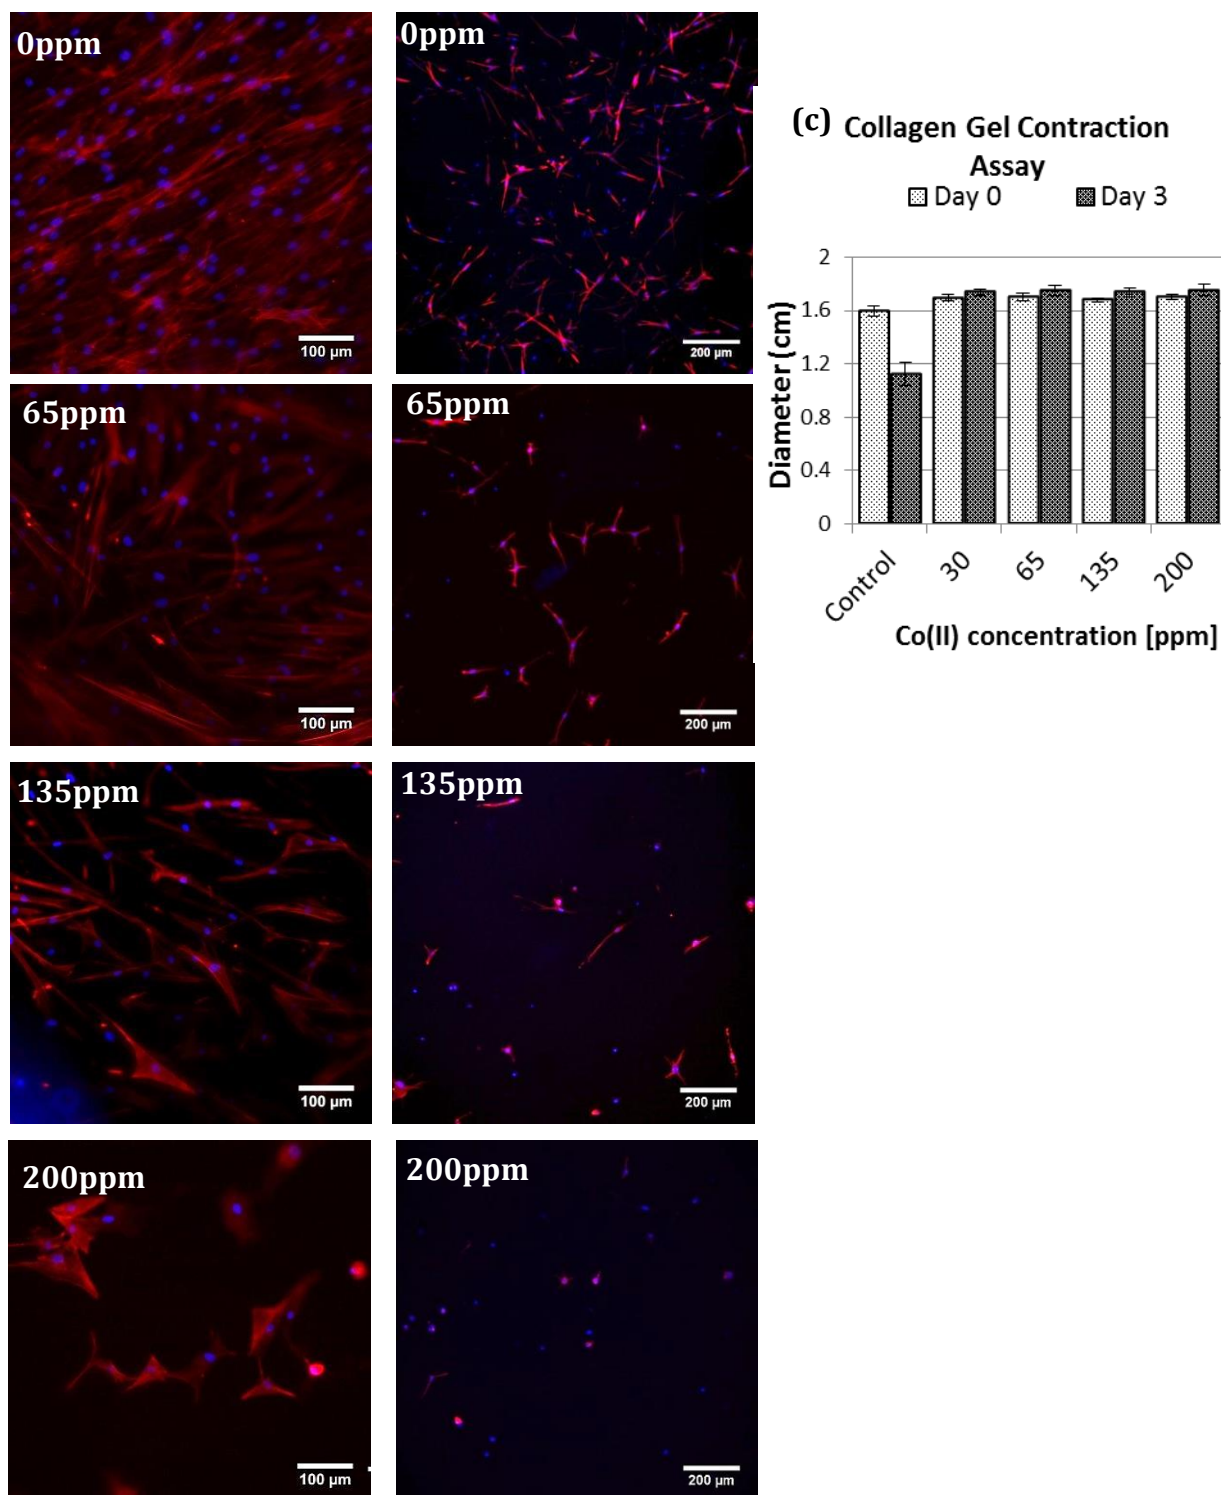 0ppm
100 µm
0ppm
200 µm
65ppm
100 µm
65ppm
200 µm
135ppm
100 µm
135ppm
200 µm
200ppm
100 µm
200ppm
200 µm
(c) Collagen Gel Contraction
Assay
Day 0 Day 3
Diameter (cm)
2
1.6
1.2
0.8
0.4
0
Control 30 65 135 200
Co(II) concentration [ppm]